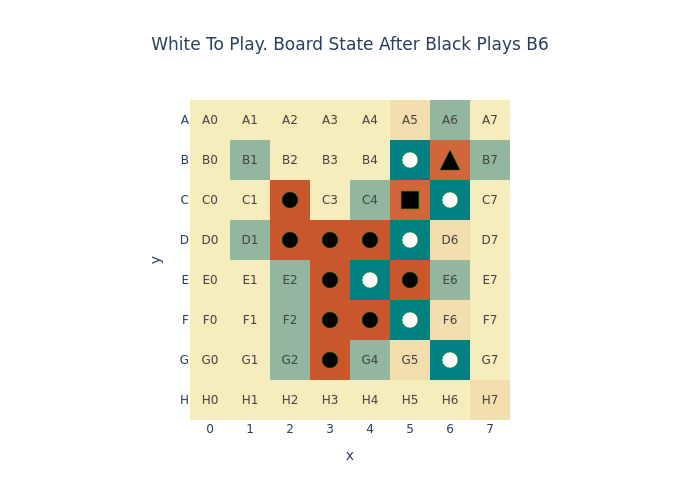 White To Play. Board State After Black Plays B6
A A0 A1 A2 A3 A4 A5 A6 A7
B B0 B1 B2 B3 B4 B7
C C0 C1 C3 C4 C7
D D0 D1 D6 D7
y
E E0 E1 E2 E6 E7
F F0 F1 F2 F6 F7
G G0 G1 G2 G4 G5 G7
H H0 H1 H2 H3 H4 H5 H6 H7
0 1 2 3 4 5 6 7
x